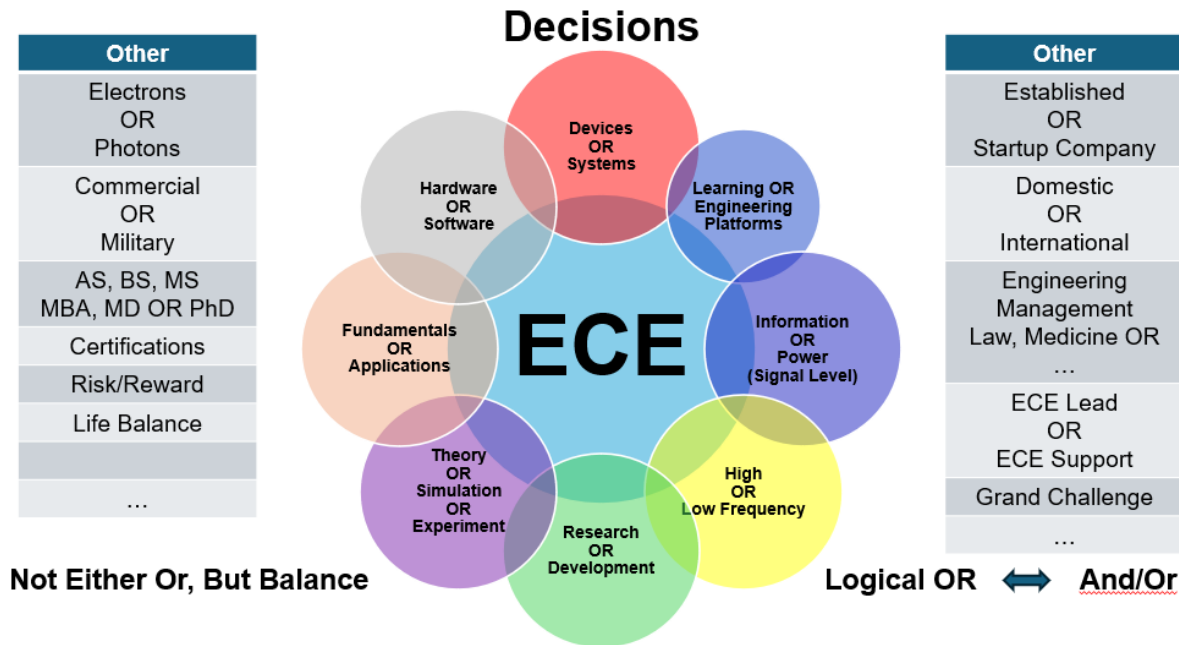 Decisions
Other
Electrons
OR
Photons
Commercial
OR
Military
AS, BS, MS
MBA, MD OR PhD
Certifications
Risk/Reward
Life Balance
…
Devices
OR
Systems
Learning OR
Engineering
Platforms
Information
OR
Power
(Signal Level)
High
OR
Low Frequency
Research
OR
Development
Theory
OR
Simulation
OR
Experiment
Fundamentals
OR
Applications
Hardware
OR
Software
ECE
Other
Established
OR
Startup Company
Domestic
OR
International
Engineering
Management
Law, Medicine OR
…
ECE Lead
OR
ECE Support
Grand Challenge
…
Not Either Or, But Balance
Logical OR And/Or